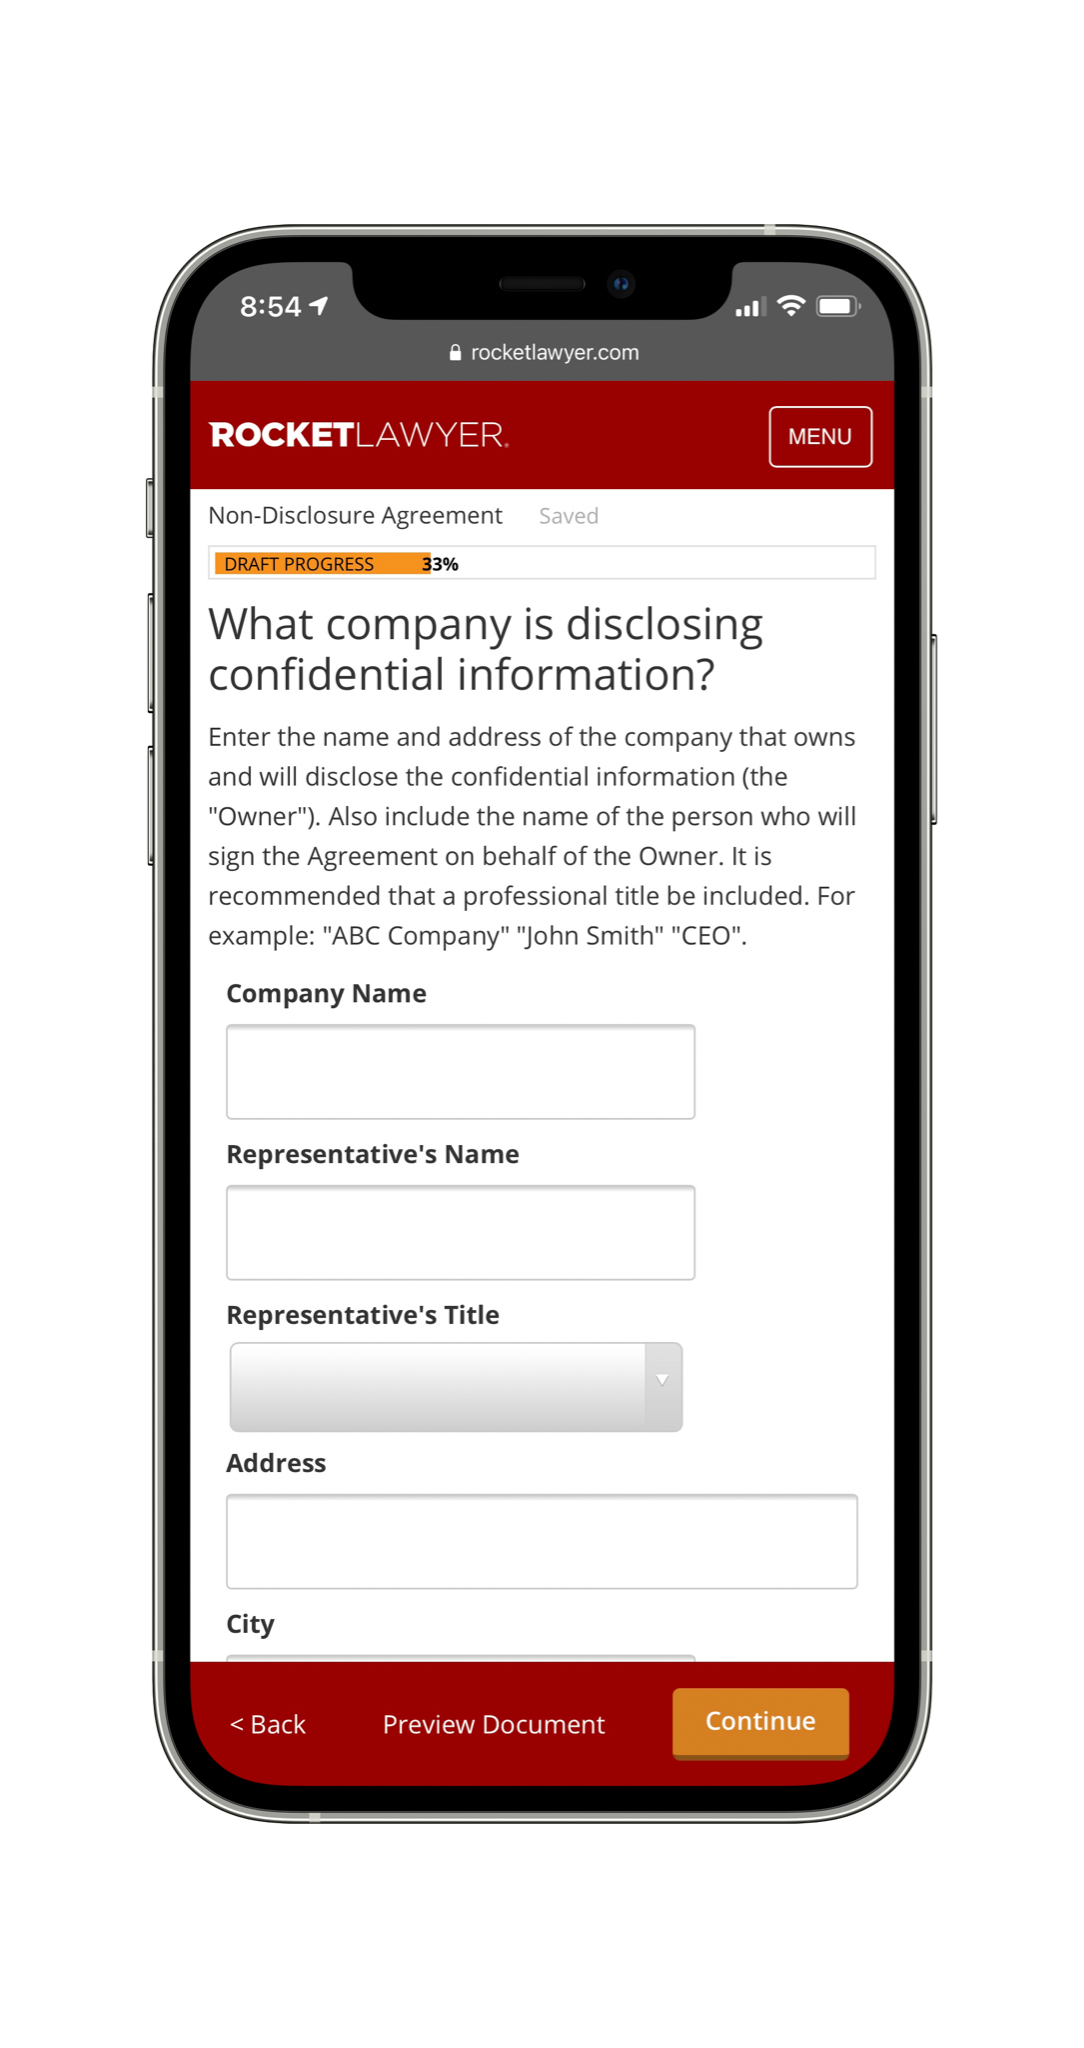 8:54
rocketlawyer.com
ROCKETLAWYER.
MENU
Non-Disclosure Agreement Saved
DRAFT PROGRESS 33%
What company is disclosing
confidential information?
Enter the name and address of the company that owns
and will disclose the confidential information (the
"Owner"). Also include the name of the person who will
sign the Agreement on behalf of the Owner. It is
recommended that a professional title be included. For
example: "ABC Company" "John Smith" "CEO".
Company Name
Representative's Name
Representative's Title
Address
City
< Back Preview Document Continue